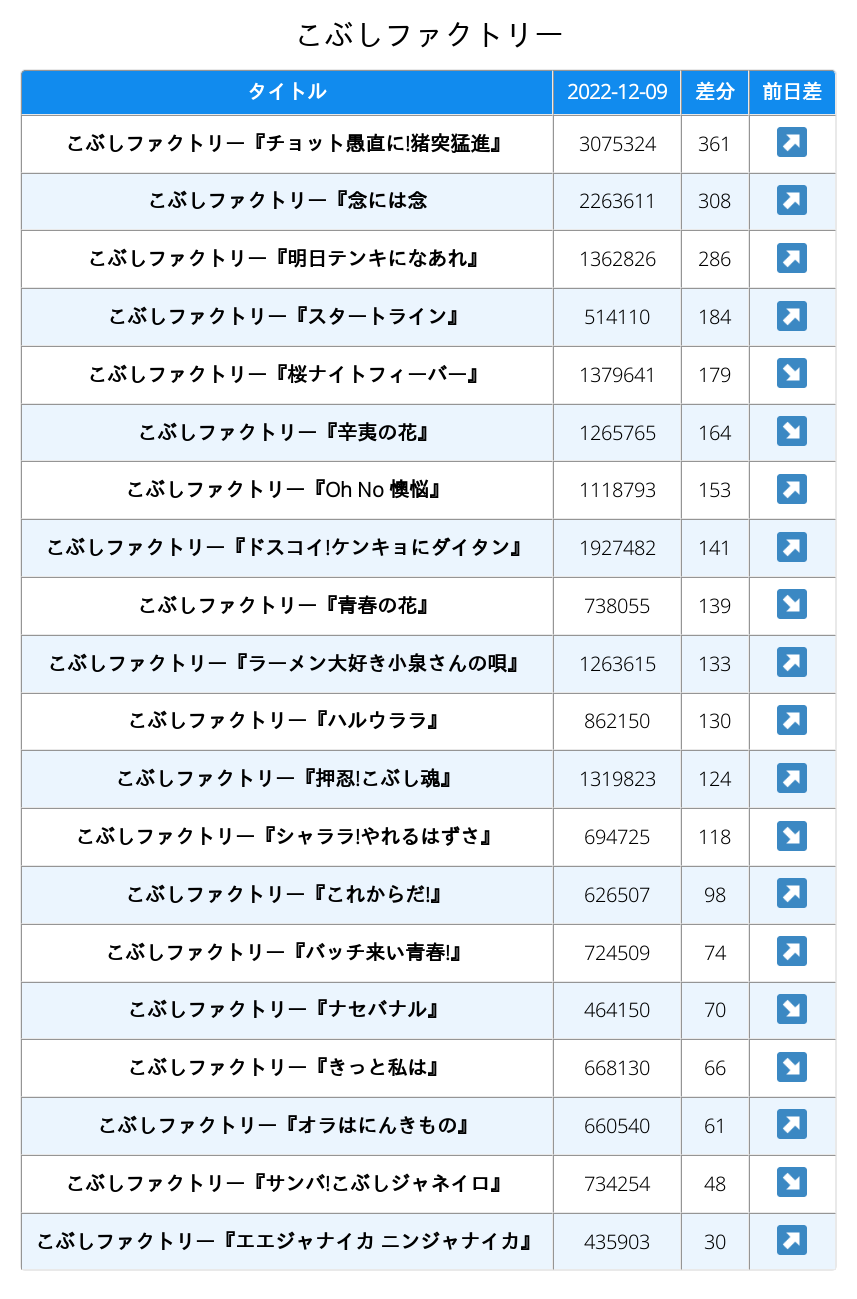 こぶしファクトリー
タイトル 2022-12-09 差分 前日差
こぶしファクトリー『チョット愚直に!猪突猛進』 3075324 361 ↗
こぶしファクトリー『念には念 2263611 308 ↗
こぶしファクトリー『明日テンキになあれ』 1362826 286 ↗
こぶしファクトリー『スタートライン』 514110 184 ↗
こぶしファクトリー『桜ナイトフィーバー』 1379641 179 ↘
こぶしファクトリー『辛夷の花』 1265765 164 ↘
こぶしファクトリー『Oh No 懊悩』 1118793 153 ↗
こぶしファクトリー『ドスコイ!ケンキョにダイタン』 1927482 141 ↗
こぶしファクトリー『青春の花』 738055 139 ↘
こぶしファクトリー『ラーメン大好き小泉さんの唄』 1263615 133 ↗
こぶしファクトリー『ハルウララ』 862150 130 ↗
こぶしファクトリー『押忍!こぶし魂』 1319823 124 ↗
こぶしファクトリー『シャララ!やれるはずさ』 694725 118 ↘
こぶしファクトリー『これからだ!』 626507 98 ↗
こぶしファクトリー『バッチ来い青春!』 724509 74 ↗
こぶしファクトリー『ナセバナル』 464150 70 ↘
こぶしファクトリー『きっと私は』 668130 66 ↘
こぶしファクトリー『オラはにんきもの』 660540 61 ↗
こぶしファクトリー『サンバ!こぶしジャネイロ』 734254 48 ↘
こぶしファクトリー『エエジャナイカ ニンジャナイカ』 435903 30 ↗